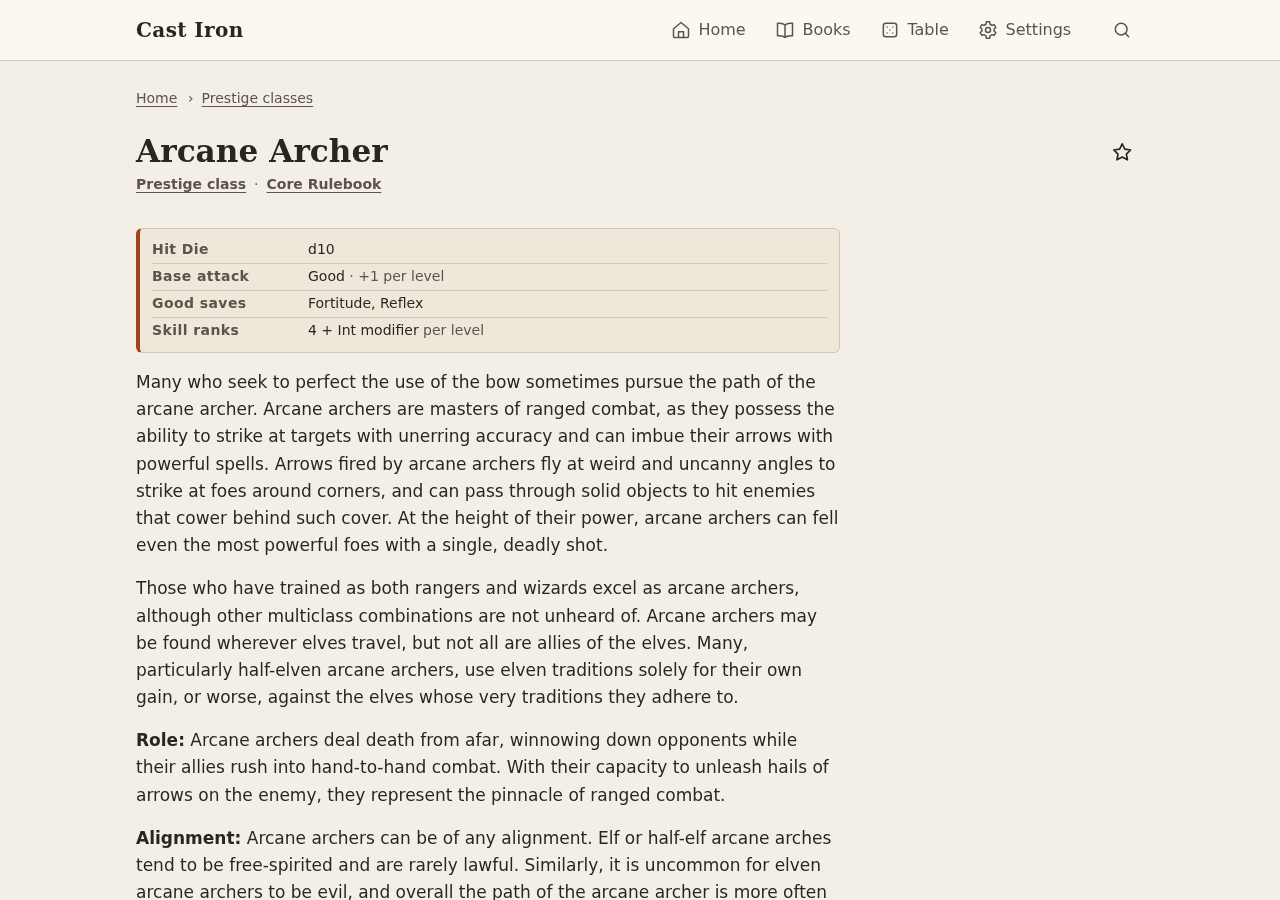 Cast Iron
Home
Books
Table
Settings
Home › Prestige classes
Arcane Archer
Prestige class · Core Rulebook
Hit Die d10
Base attack Good · +1 per level
Good saves Fortitude, Reflex
Skill ranks 4 + Int modifier per level
Many who seek to perfect the use of the bow sometimes pursue the path of the
arcane archer. Arcane archers are masters of ranged combat, as they possess the
ability to strike at targets with unerring accuracy and can imbue their arrows with
powerful spells. Arrows fired by arcane archers fly at weird and uncanny angles to
strike at foes around corners, and can pass through solid objects to hit enemies
that cower behind such cover. At the height of their power, arcane archers can fell
even the most powerful foes with a single, deadly shot.
Those who have trained as both rangers and wizards excel as arcane archers,
although other multiclass combinations are not unheard of. Arcane archers may
be found wherever elves travel, but not all are allies of the elves. Many,
particularly half-elven arcane archers, use elven traditions solely for their own
gain, or worse, against the elves whose very traditions they adhere to.
Role: Arcane archers deal death from afar, winnowing down opponents while
their allies rush into hand-to-hand combat. With their capacity to unleash hails of
arrows on the enemy, they represent the pinnacle of ranged combat.
Alignment: Arcane archers can be of any alignment. Elf or half-elf arcane arches
tend to be free-spirited and are rarely lawful. Similarly, it is uncommon for elven
arcane archers to be evil, and overall the path of the arcane archer is more often